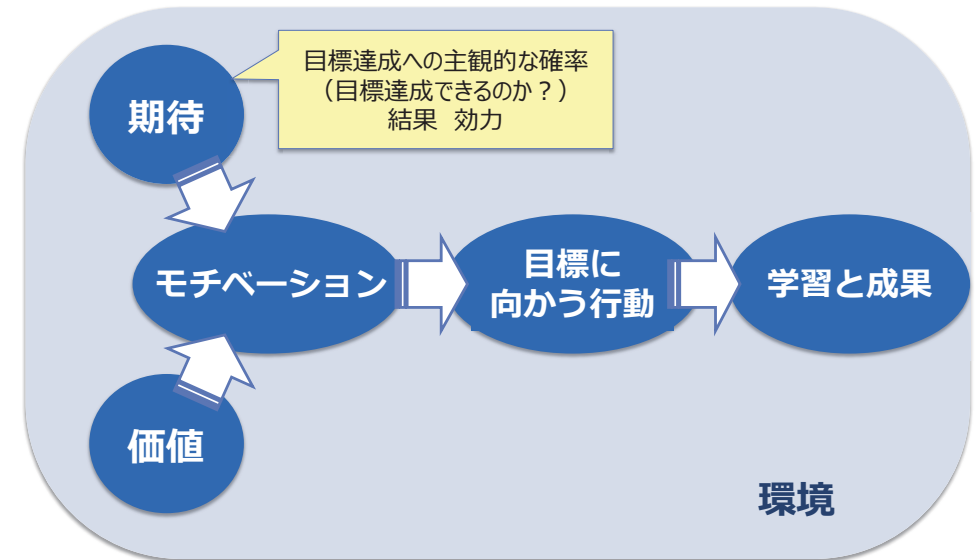 期待
目標達成への主観的な確率
（目標達成できるのか？）
結果 効力
モチベーション
目標に
向かう行動
学習と成果
価値
環境